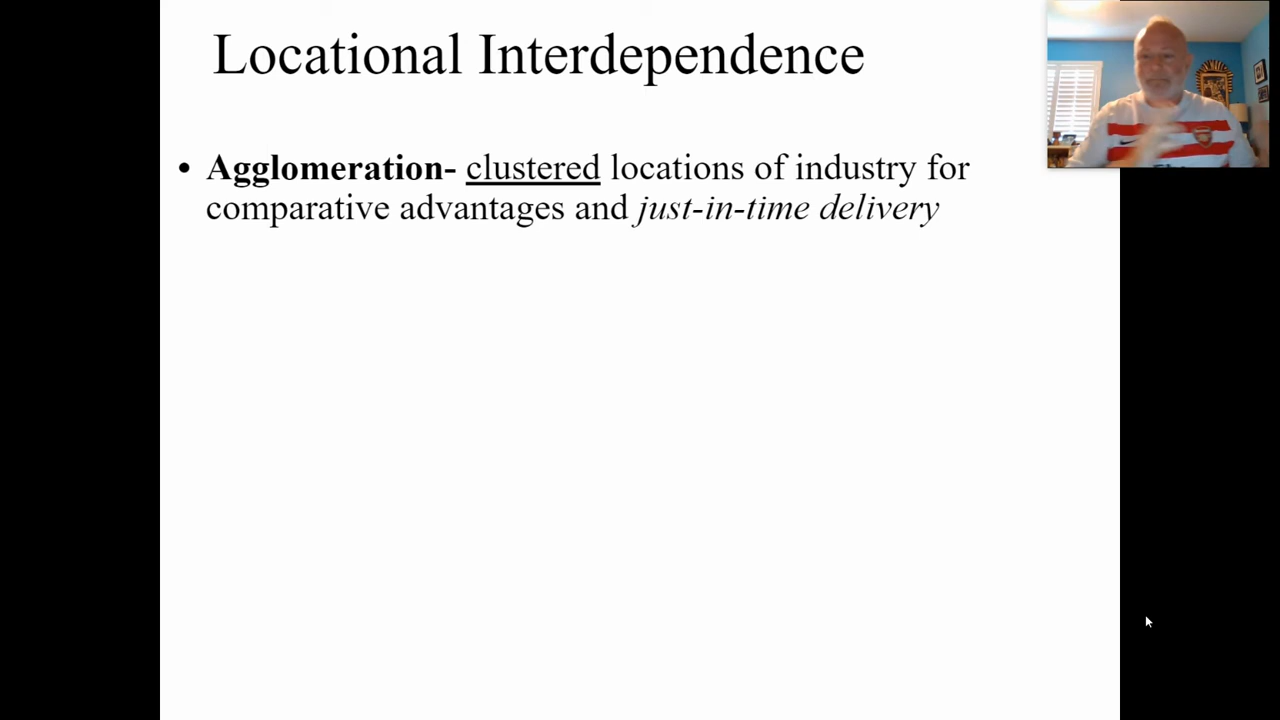 Locational Interdependence
• Agglomeration- clustered locations of industry for
comparative advantages and just-in-time delivery